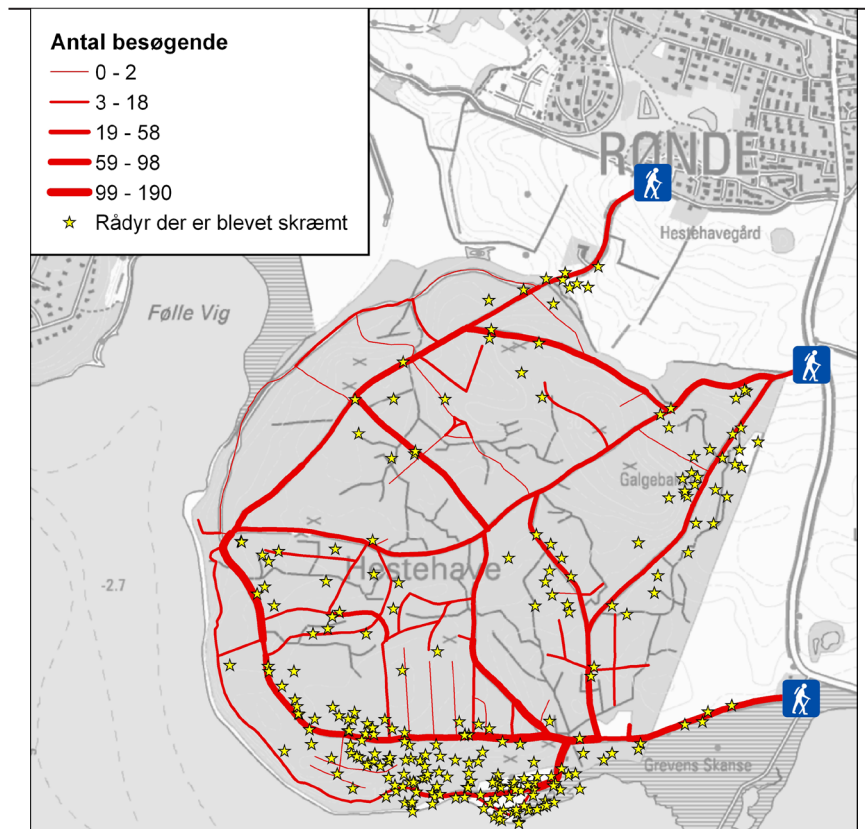 Antal besøgende
0 - 2
3 - 18
19 - 58
59 - 98
99 - 190
Rådyr der er blevet skræmt
RØNDE
Hestehavegård
Følle Vig
Hestehave
-2.7
Grevens Skanse